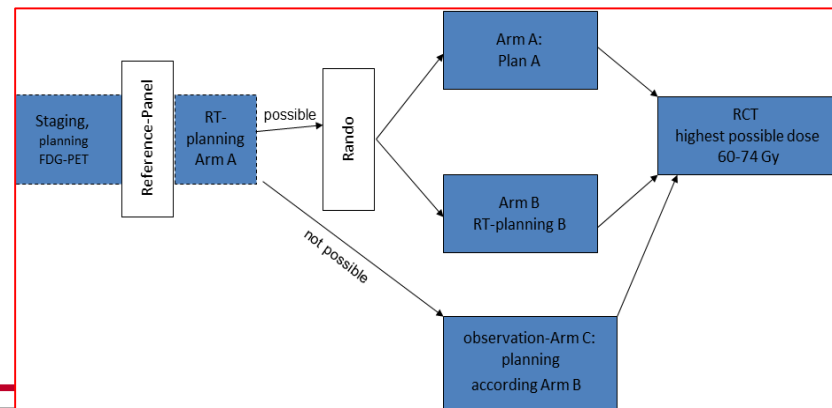 Staging,
planning
FDG-PET
Reference-Panel
RT-
planning
Arm A
possible
not possible
Rando
Arm A:
Plan A
Arm B
RT-planning B
observation-Arm C:
planning
according Arm B
RCT
highest possible dose
60-74 Gy